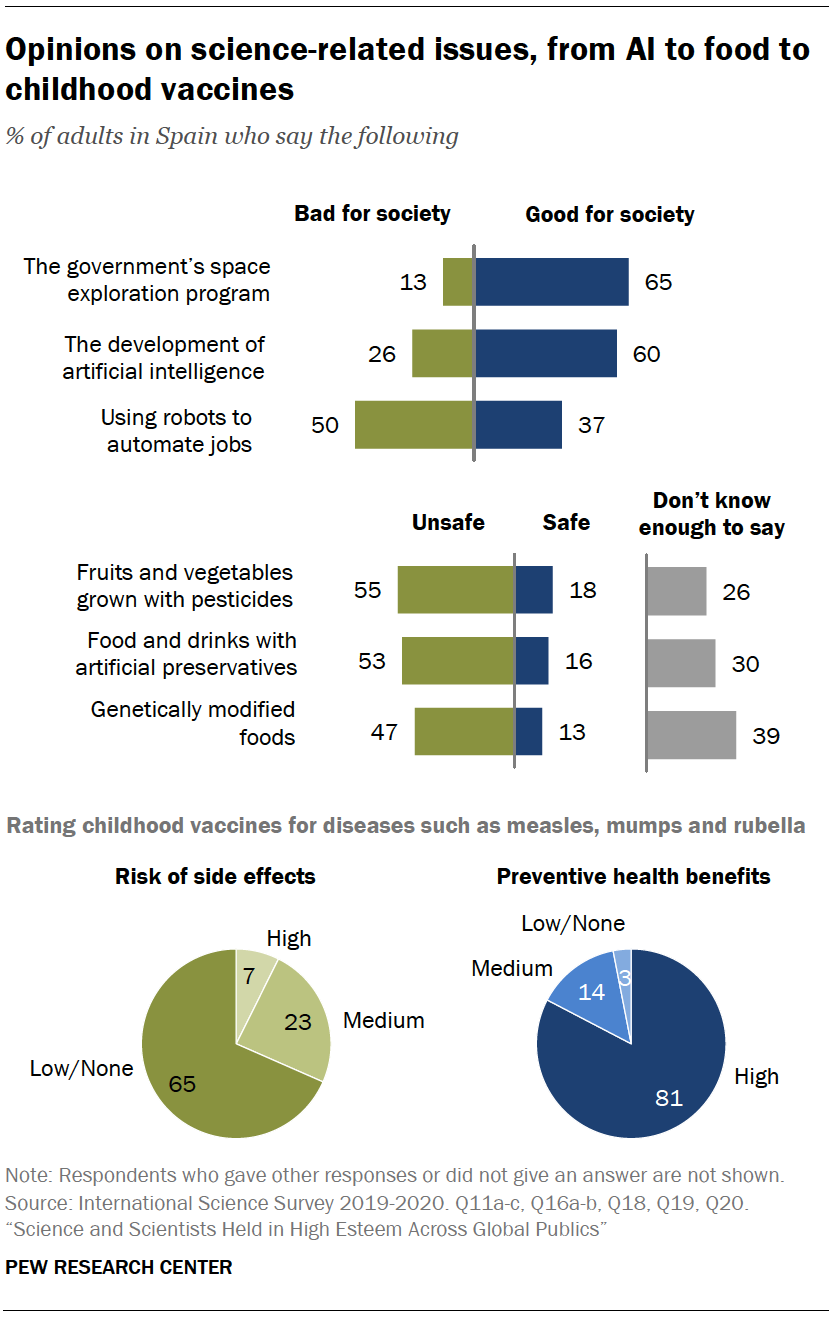 Opinions on science-related issues, from AI to food to
childhood vaccines
% of adults in Spain who say the following
Bad for society
Good for society
The government's space
exploration program
13
65
The development of
artificial intelligence
26
60
Using robots to
automate jobs
50
37
Unsafe
Safe
Don't know
enough to say
Fruits and vegetables
grown with pesticides
55
18
26
Food and drinks with
artificial preservatives
53
16
30
Genetically modified
foods
47
13
39
Rating childhood vaccines for diseases such as measles, mumps and rubella
Risk of side effects
High
7
23
Medium
Low/None
65
Preventive health benefits
Low/None
3
Medium
14
High
81
Note: Respondents who gave other responses or did not give an answer are not shown.
Source: International Science Survey 2019-2020. Q11a-c, Q16a-b, Q18, Q19, Q20.
“Science and Scientists Held in High Esteem Across Global Publics”
PEW RESEARCH CENTER